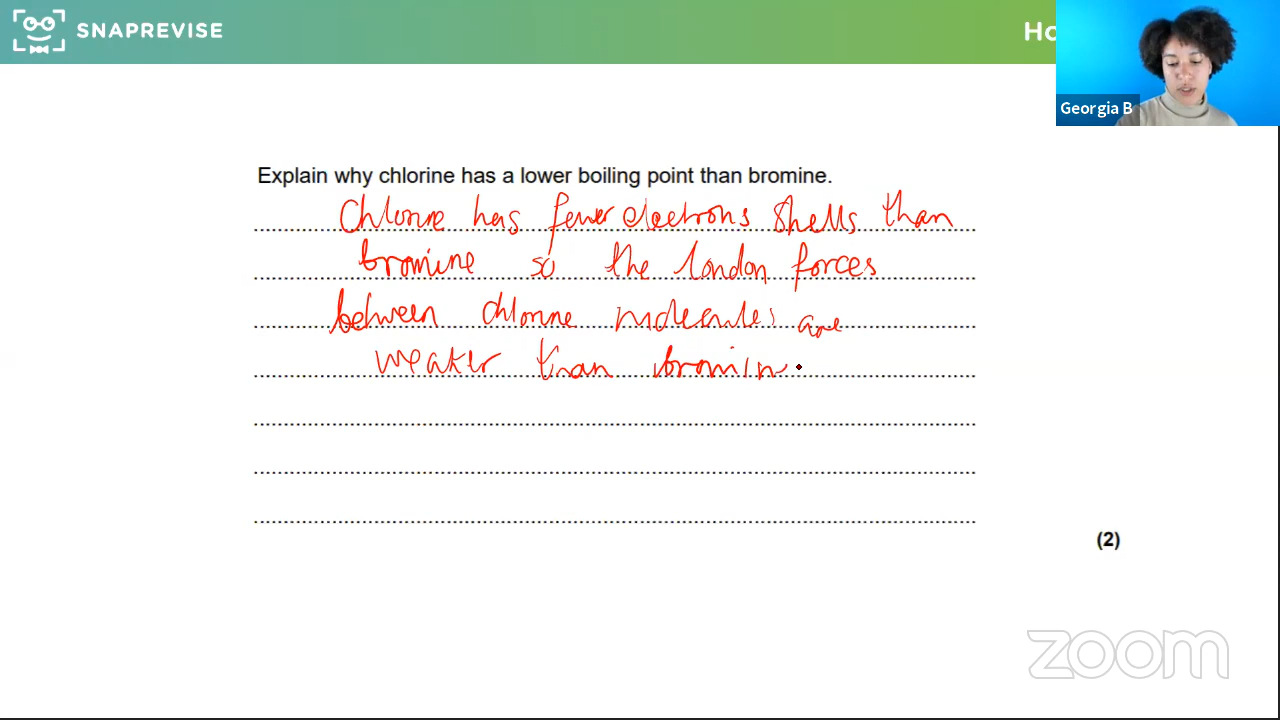 SNAPREVISE
Ho
Georgia B
Explain why chlorine has a lower boiling point than bromine.
Chlorine has fewer electrons shells than
bromine so the london forces
between chlorine molecules are
weaker than bromin
(2)
zoom